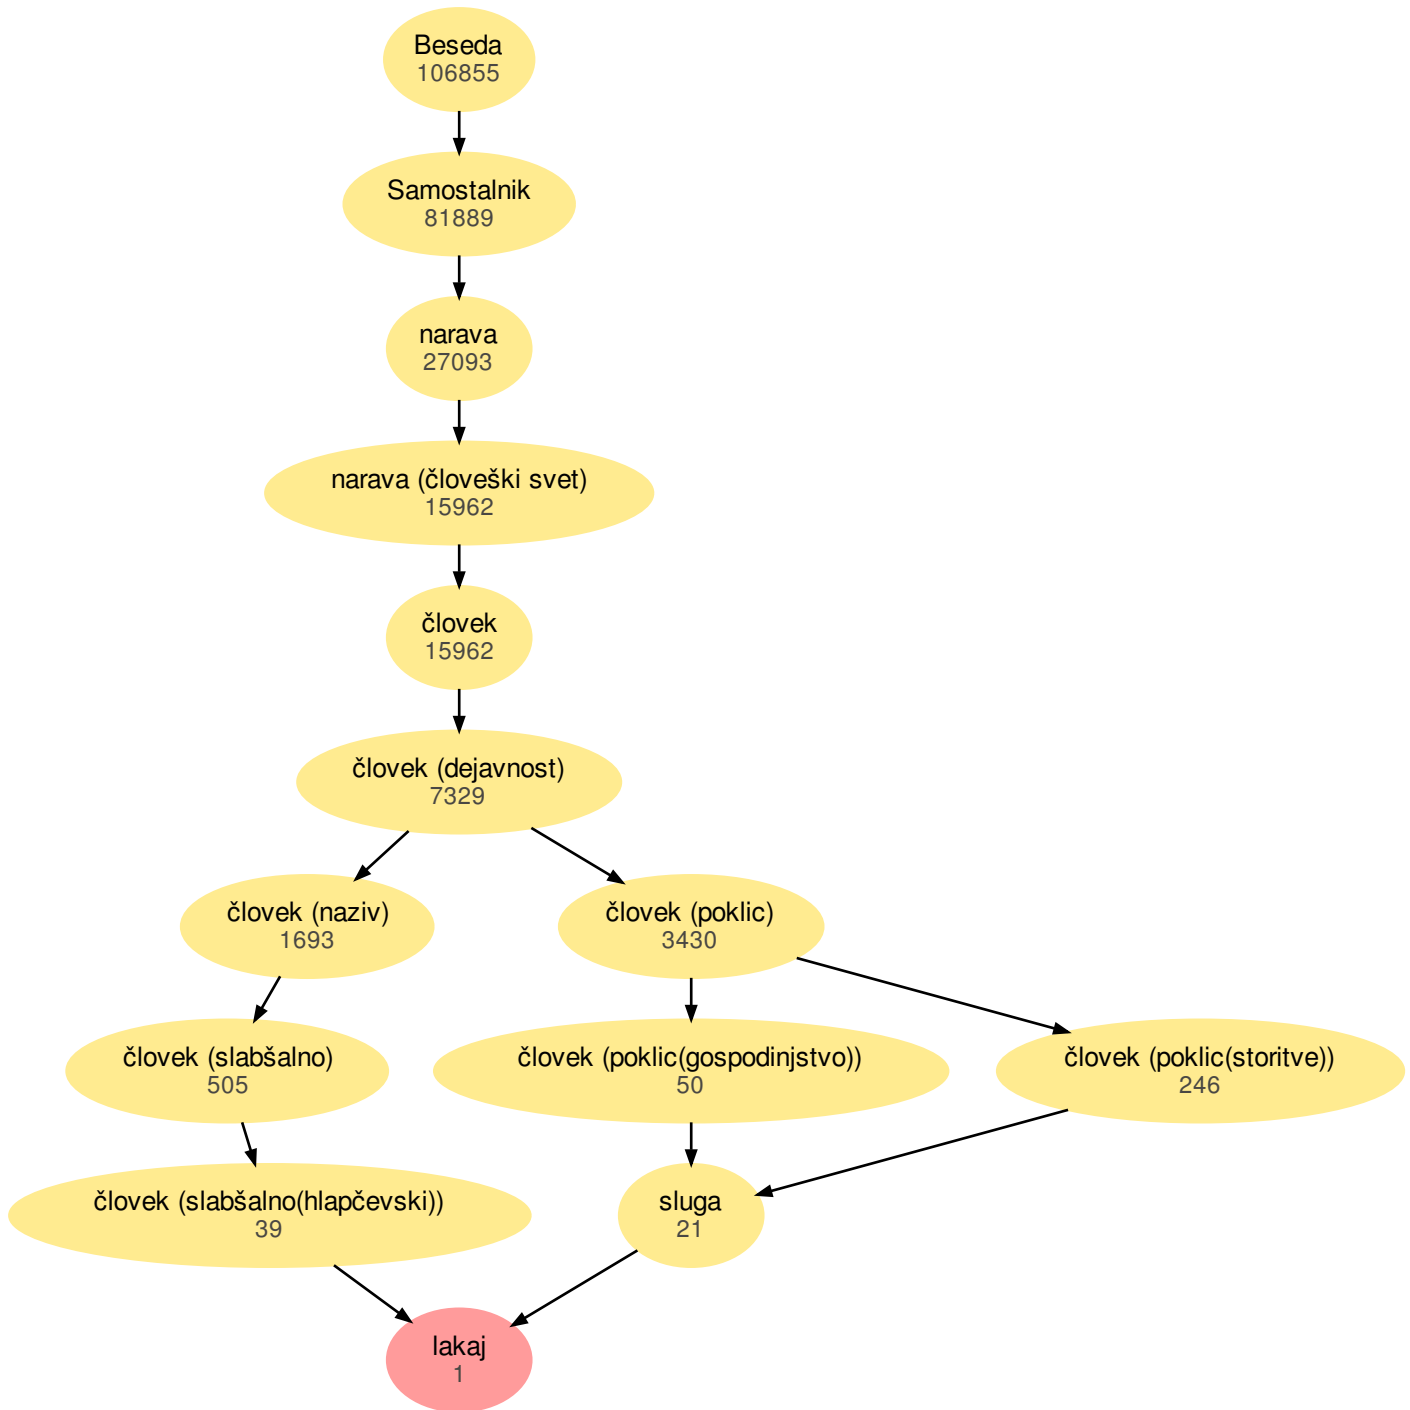 Beseda
106855
Samostalnik
81889
narava
27093
narava (človeški svet)
15962
človek
15962
človek (dejavnost)
7329
človek (naziv)
1693
človek (poklic)
3430
človek (slabšalno)
505
človek (poklic(gospodinjstvo))
50
človek (poklic(storitve))
246
človek (slabšalno(hlapčevski))
39
sluga
21
lakaj
1